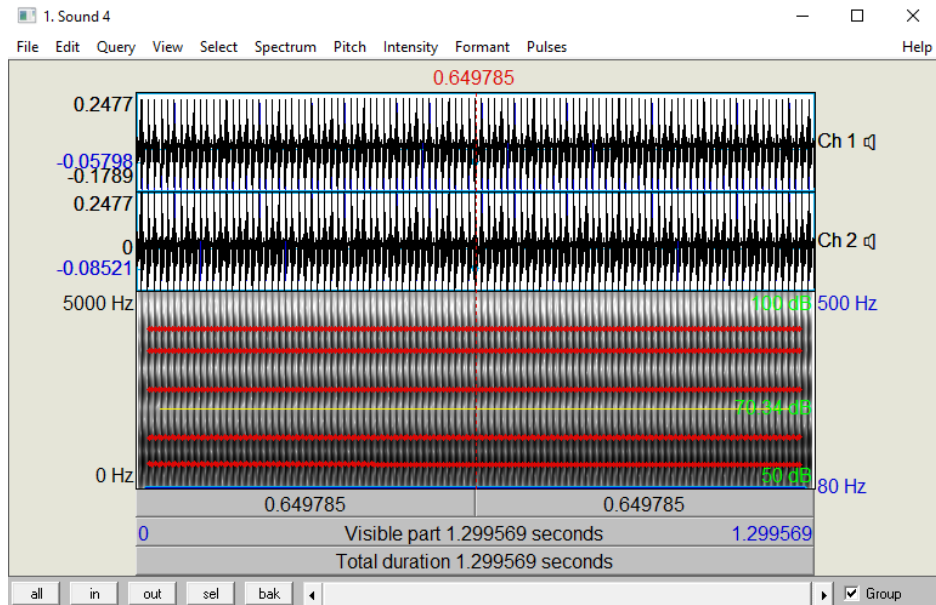 1. Sound 4
File Edit Query View Select Spectrum Pitch Intensity Formant Pulses Help
0.649785
0.2477
-0.05798
-0.1789
Ch 1
0.2477
0
-0.08521
Ch 2
5000 Hz
100 dB
500 Hz
70.34 dB
0 Hz
50 dB
80 Hz
0.649785 0.649785
0 Visible part 1.299569 seconds 1.299569
Total duration 1.299569 seconds
all in out sel bak Group